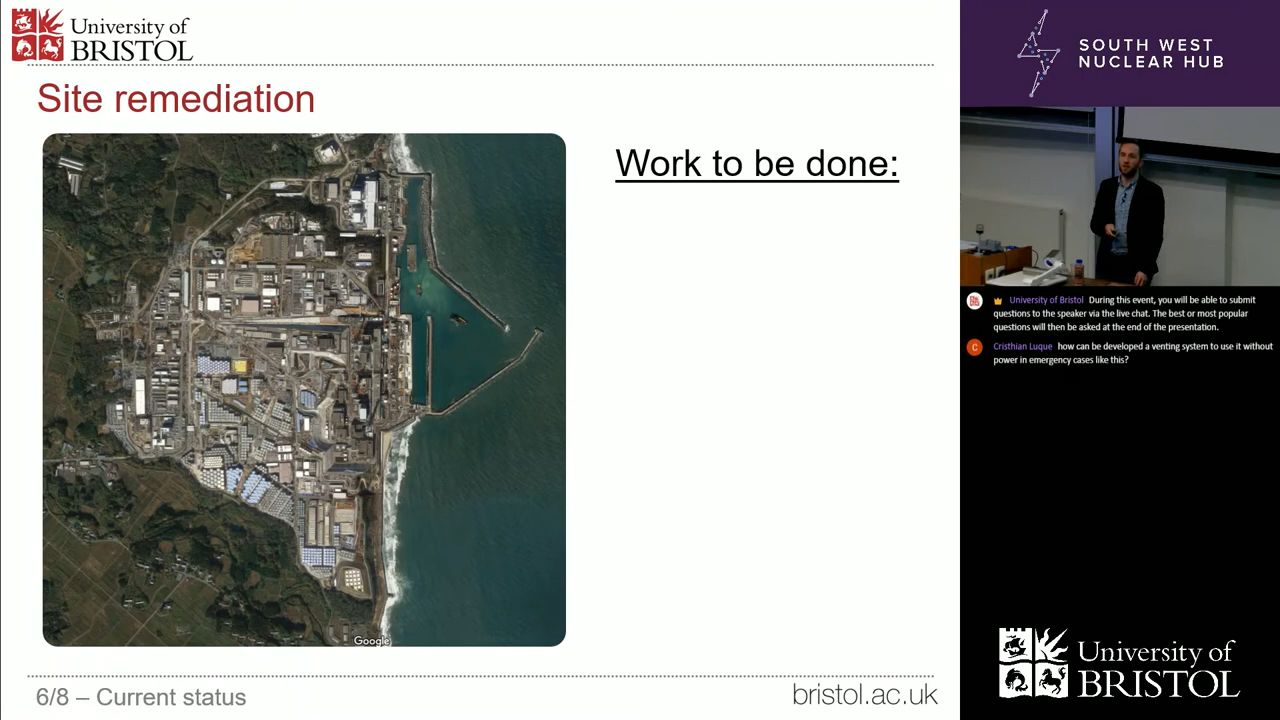 University of
BRISTOL
Site remediation
Work to be done:
Google
6/8 – Current status
bristol.ac.uk
SOUTH WEST
NUCLEAR HUB
University of Bristol During this event, you will be able to submit
questions to the speaker via the live chat. The best or most popular
questions will then be asked at the end of the presentation.
C
Cristhian Luque how can be developed a venting system to use it without
power in emergency cases like this?
University of
BRISTOL